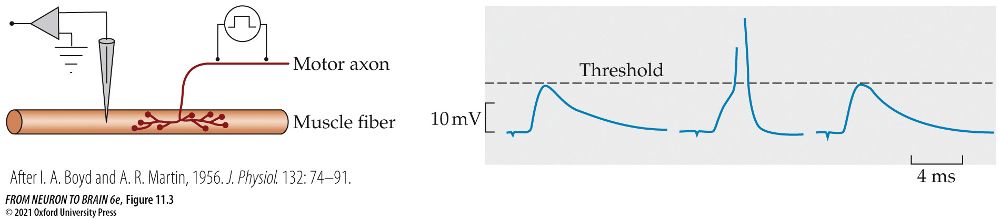 Motor axon
Muscle fiber
Threshold
10 mV
4 ms
After I. A. Boyd and A. R. Martin, 1956. J. Physiol. 132: 74–91.
FROM NEURON TO BRAIN 6e, Figure 11.3
© 2021 Oxford University Press